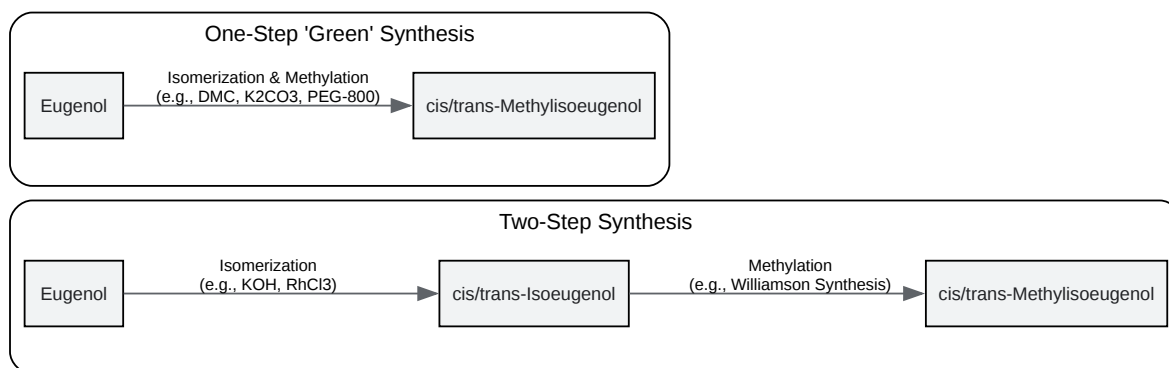 One-Step 'Green' Synthesis
Isomerization & Methylation
(e.g., DMC, K2CO3, PEG-800)
Eugenol
cis/trans-Methylisoeugenol
Two-Step Synthesis
Isomerization
(e.g., KOH, RhCl3)
Methylation
(e.g., Williamson Synthesis)
Eugenol
cis/trans-Isoeugenol
cis/trans-Methylisoeugenol